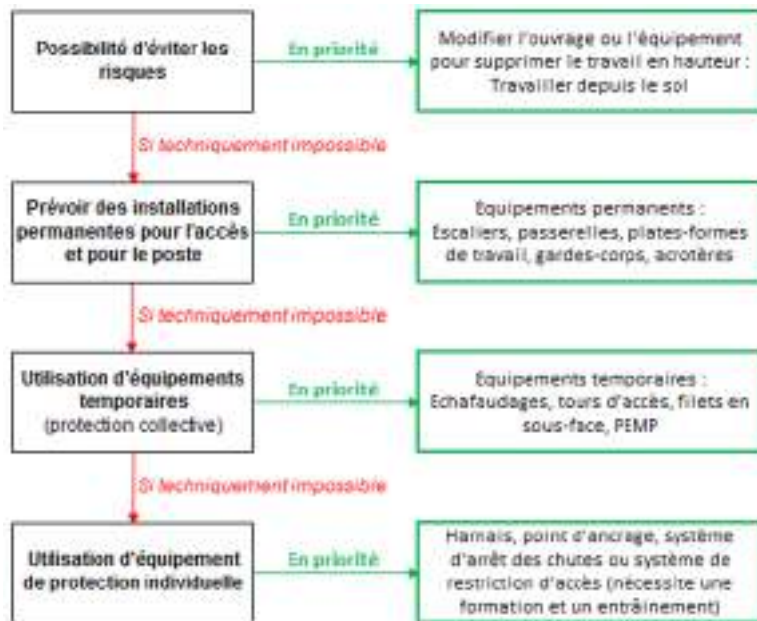 Possibilité d'éviter les
risques
En priorité
Modifier l'ouvrage ou l'équipement
pour supprimer le travail en hauteur :
Travailler depuis le sol
Si techniquement impossible
Prévoir des installations
permanentes pour l'accès
et pour le poste
En priorité
Équipements permanents :
Escaliers, passerelles, plates-formes
de travail, gardes-corps, acrotères
Si techniquement impossible
Utilisation d'équipements
temporaires
(protection collective)
En priorité
Équipements temporaires :
Echafaudages, tours d'accès, filets en
sous-face, PEMP
Si techniquement impossible
Utilisation d'équipement
de protection individuelle
En priorité
Harnais, point d'ancrage, système
d'arrêt des chutes ou système de
restriction d'accès (nécessite une
formation et un entrâinement)